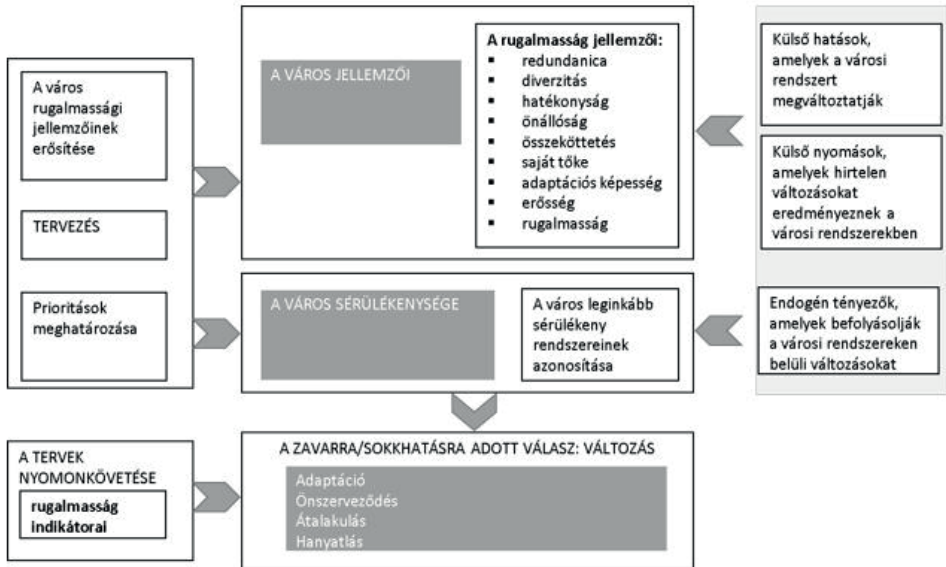 A város
rugalmassági
jellemzőinek
erősítése
TERVEZÉS
Prioritások
meghatározása
A VÁROS JELLEMZŐI
A rugalmasság jellemzői:
▪ redundanica
▪ diverzitás
▪ hatékonyság
▪ önállóság
▪ összeköttetés
▪ saját tőke
▪ adaptációs képesség
▪ erősség
▪ rugalmasság
Külső hatások,
amelyek a városi
rendszert
megváltoztatják
Külső nyomások,
amelyek hirtelen
változásokat
eredményeznek a
városi rendszerekben
A VÁROS SÉRÜLÉKENYSÉGE
A város leginkább
sérülékeny
rendszereinek
azonosítása
Endogén tényezők,
amelyek befolyásolják
a városi rendszereken
belüli változásokat
A TERVEK
NYOMONKÖVETÉSE
rugalmasság
indikátorai
A ZAVARRA/SOKKHATÁSRA ADOTT VÁLASZ: VÁLTOZÁS
Adaptáció
Önszerveződés
Átalakulás
Hanyatlás